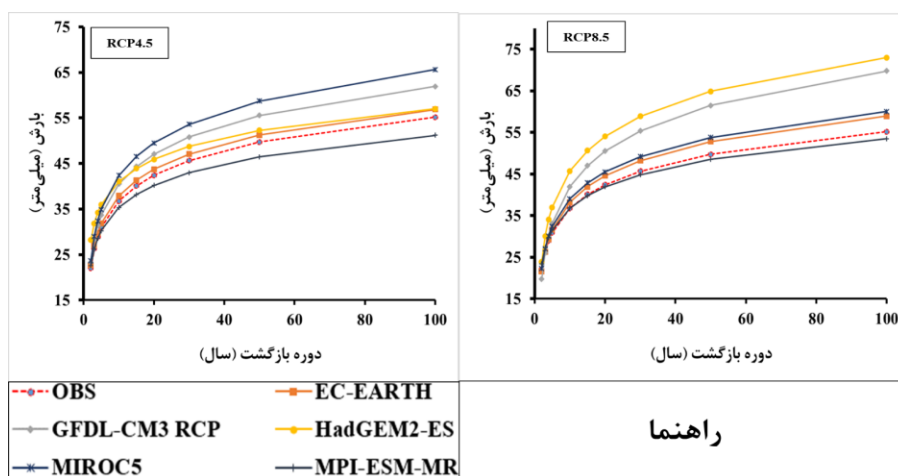 RCP4.5
65
55
45
35
25
15
بارش (میلی‌متر)
0 20 40 60 80 100
دوره بازگشت (سال)
RCP8.5
75
65
55
45
35
25
15
بارش (میلی‌متر)
0 20 40 60 80 100
دوره بازگشت (سال)
OBS EC-EARTH
GFDL-CM3 RCP HadGEM2-ES
MIROC5 MPI-ESM-MR
راهنما